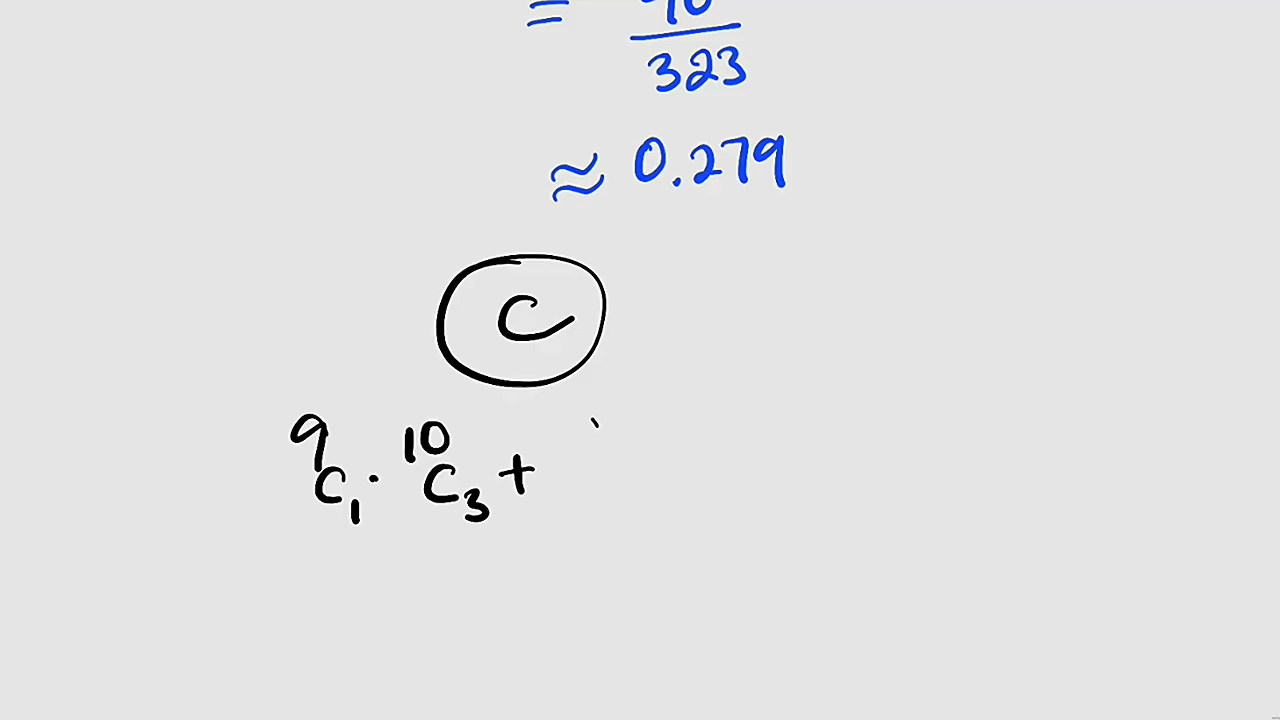 =
323
≈ 0.279
C
9C1 · 10C3 +